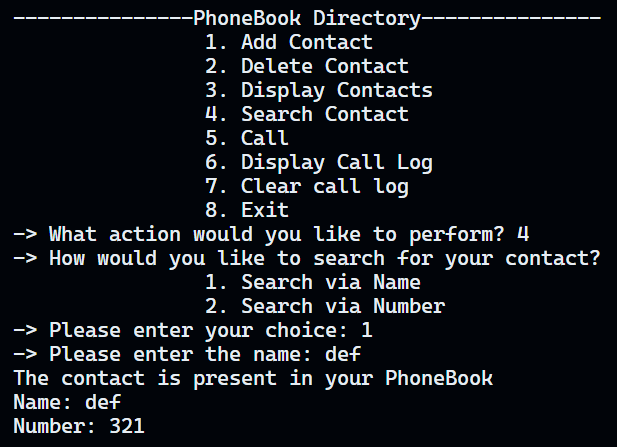 ---------------PhoneBook Directory---------------
1. Add Contact
2. Delete Contact
3. Display Contacts
4. Search Contact
5. Call
6. Display Call Log
7. Clear call log
8. Exit
-> What action would you like to perform? 4
-> How would you like to search for your contact?
1. Search via Name
2. Search via Number
-> Please enter your choice: 1
-> Please enter the name: def
The contact is present in your PhoneBook
Name: def
Number: 321